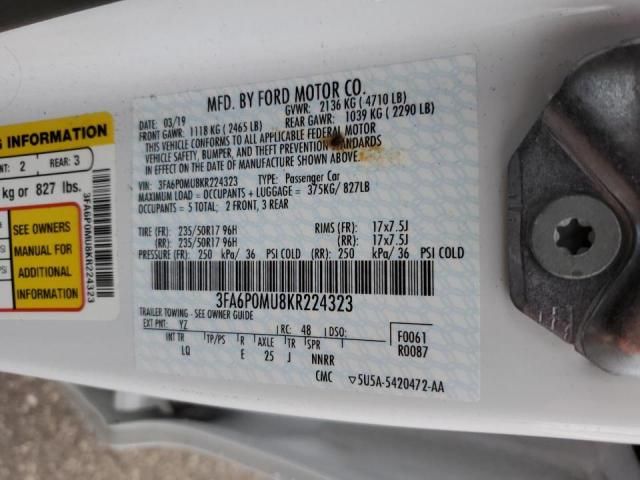 MFD. BY FORD MOTOR CO.
DATE: 03/19 GVWR: 2136 KG ( 4710 LB)
FRONT GAWR: 1118 KG ( 2465 LB) REAR GAWR: 1039 KG ( 2290 LB)
THIS VEHICLE CONFORMS TO ALL APPLICABLE FEDERAL MOTOR
VEHICLE SAFETY, BUMPER, AND THEFT PREVENTION STANDARDS
IN EFFECT ON THE DATE OF MANUFACTURE SHOWN ABOVE.
VIN: 3FA6P0MU8KR224323 TYPE: Passenger Car
MAXIMUM LOAD = OCCUPANTS + LUGGAGE = 375KG/ 827LB
OCCUPANTS = 5 TOTAL; 2 FRONT, 3 REAR
TIRE (FR): 235/50R17 96H RIMS (FR): 17x7.5J
(RR): 235/50R17 96H (RR): 17x7.5J
PRESSURE (FR): 250 kPa/ 36 PSI COLD (RR): 250 kPa/ 36 PSI COLD
3FA6P0MU8KR224323
TRAILER TOWING - SEE OWNER GUIDE
EXT PNT: YZ RC: 48 DSO: F0061
R0087
INT TR TP/PS R AXLE TR SPR
LQ E 25 J NNRR
CMC ▽5U5A-5420472-AA
G INFORMATION
NT: 2 REAR: 3
kg or 827 lbs.
SEE OWNERS
MANUAL FOR
ADDITIONAL
INFORMATION
3FA6P0MU8KR224323